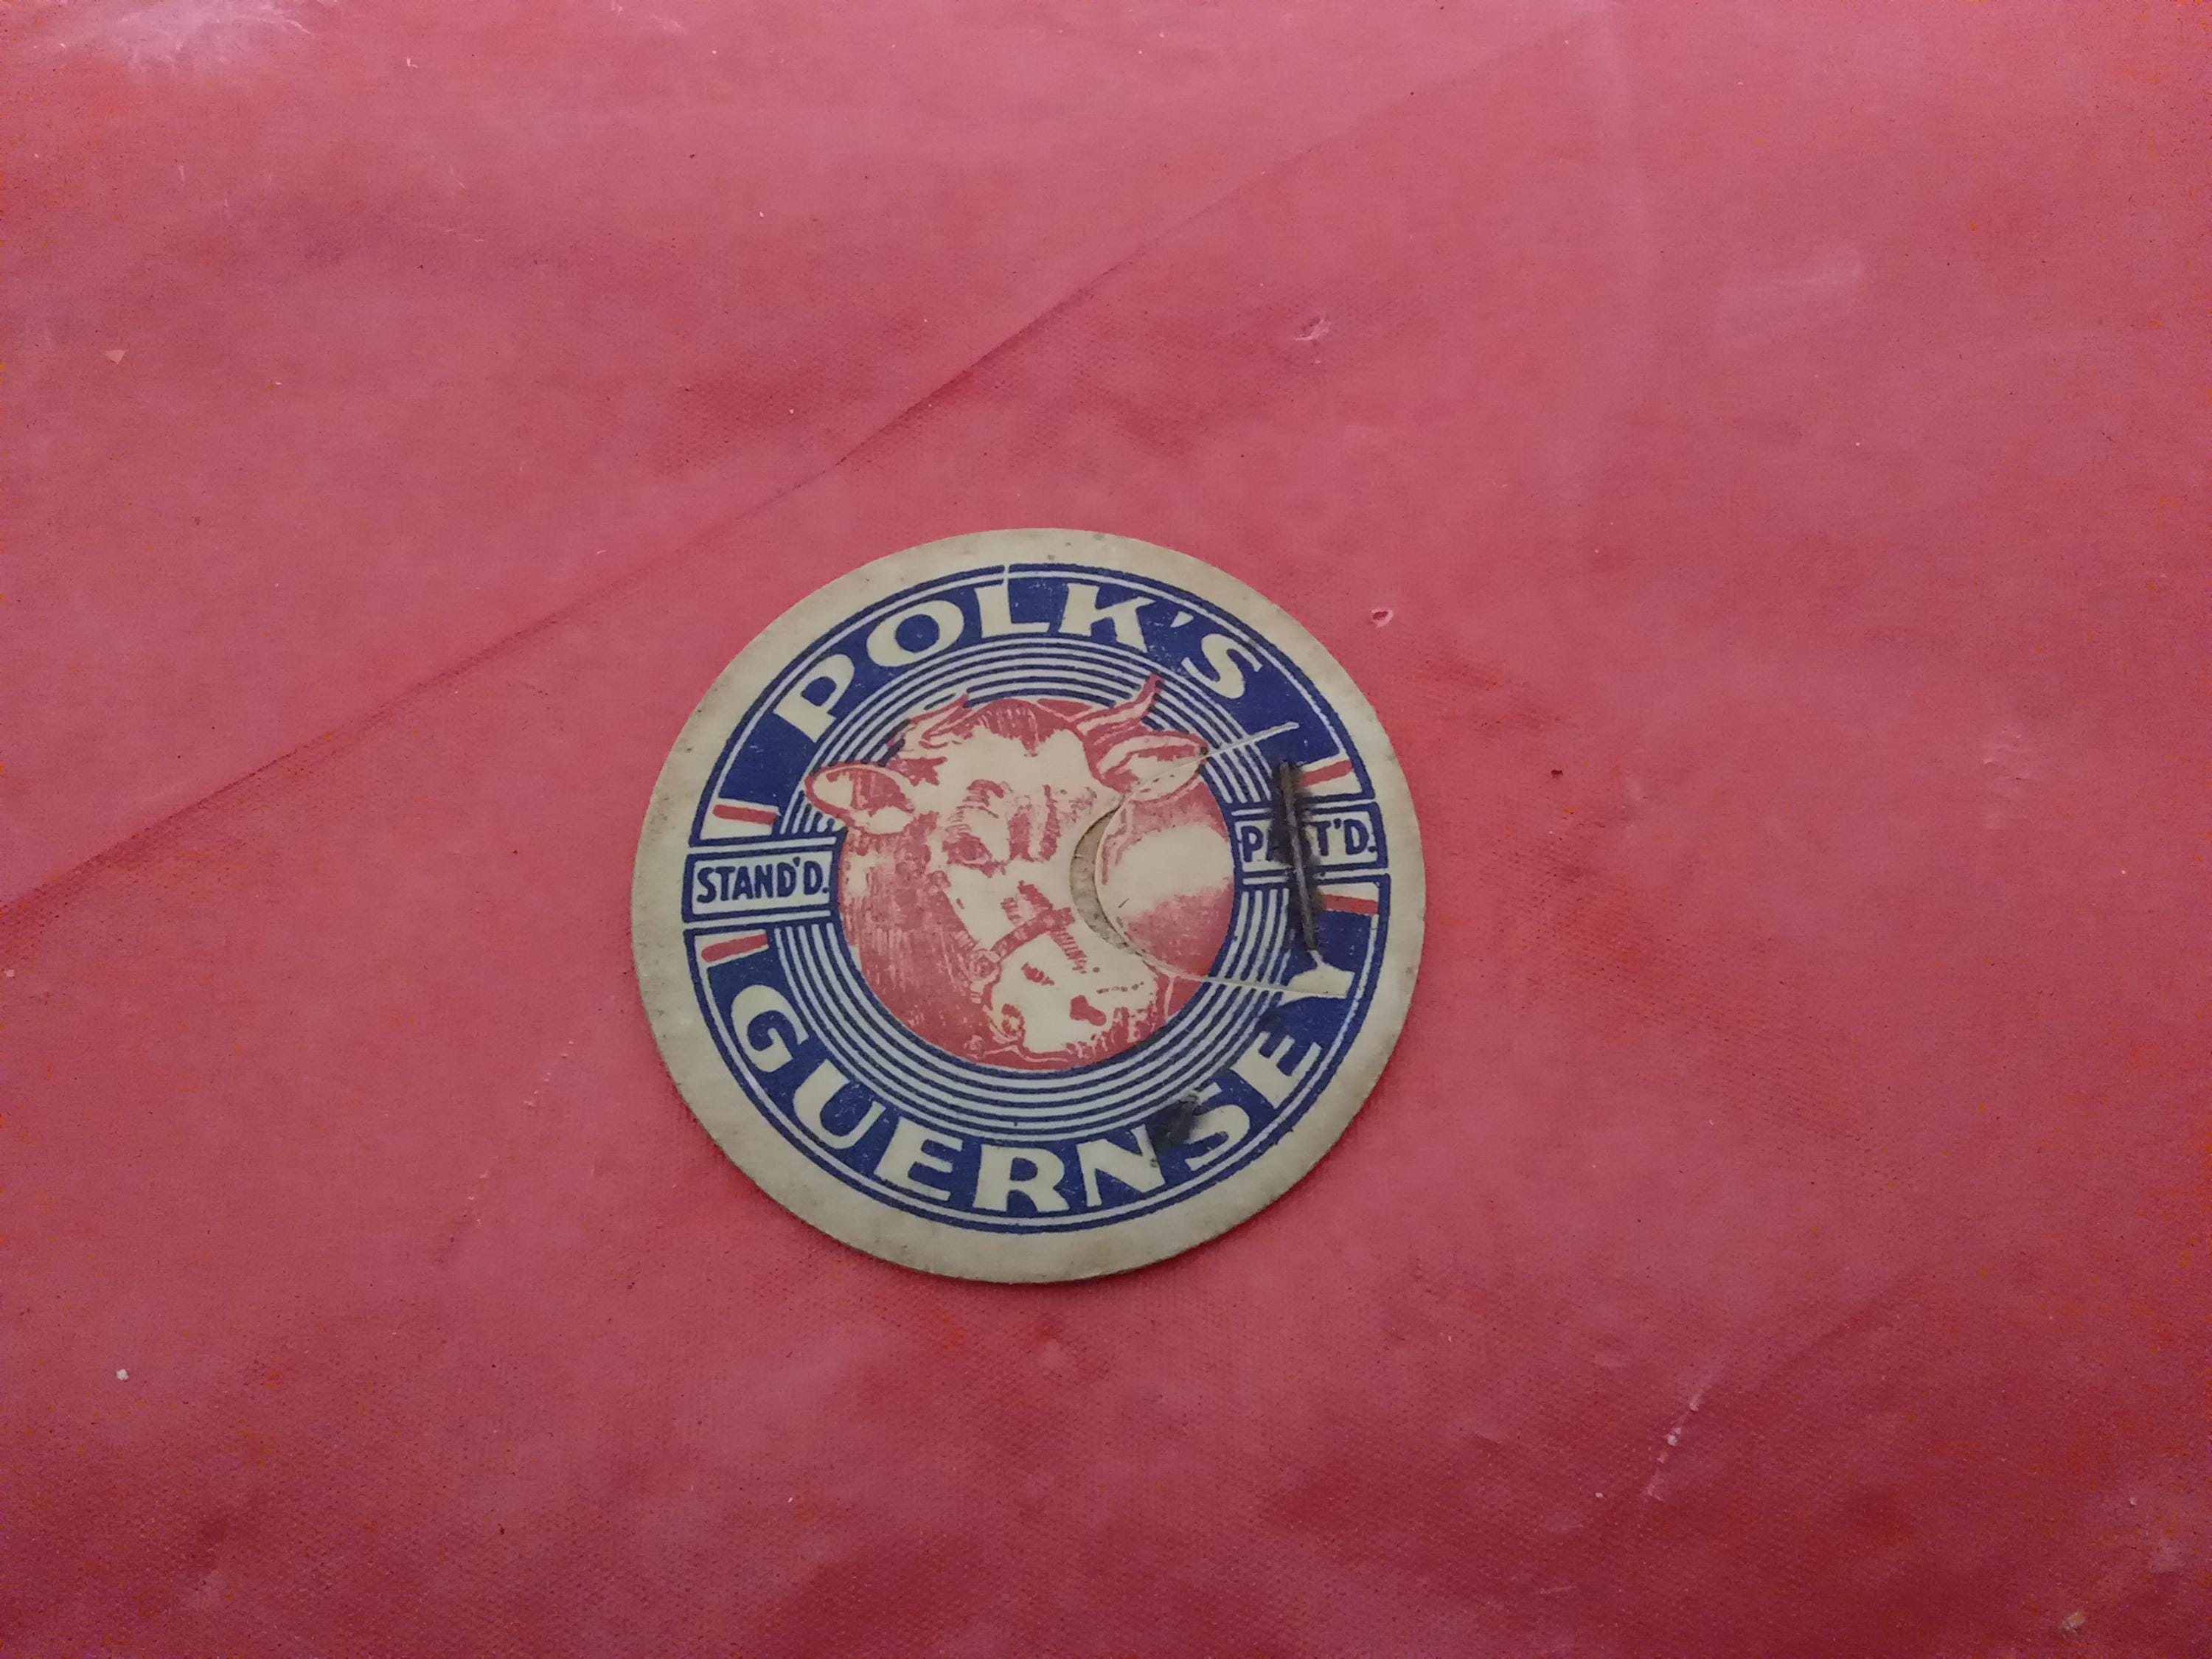 POLK'S
STAND'D.
PAST'D.
GUERNSEY